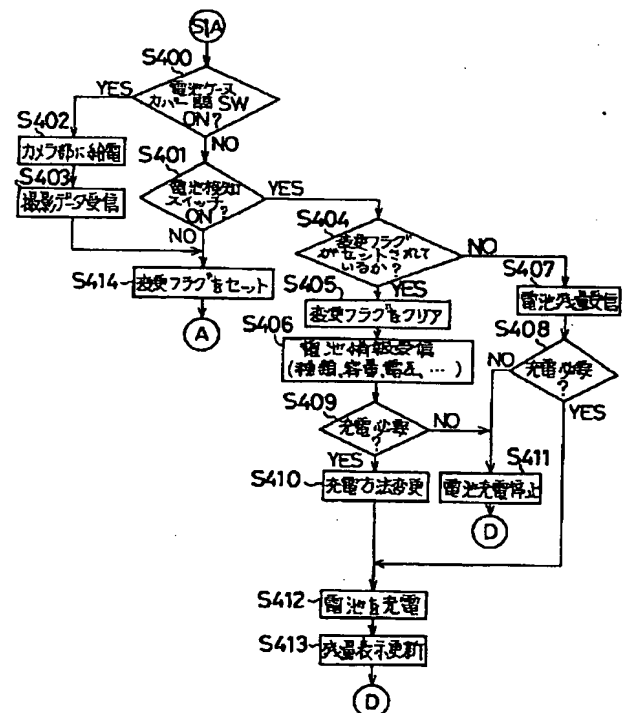 S1A
S400
電池ケース
カバー開SW
ON?
YES
NO
S402
カメラ部に給電
S403
撮影データ受信
S401
電池検知
スイッチ
ON?
YES
NO
S414
変更フラグをセット
A
S404
変更フラグ
がセットされて
いるか?
NO
YES
S405
変更フラグをクリア
S406
電池情報受信
(種類、容量、電圧、…)
S407
電池残量受信
S408
充電必要
?
NO
YES
S409
充電必要
?
NO
YES
S410
充電方法変更
S411
電池充電停止
D
S412
電池を充電
S413
残量表示更新
D